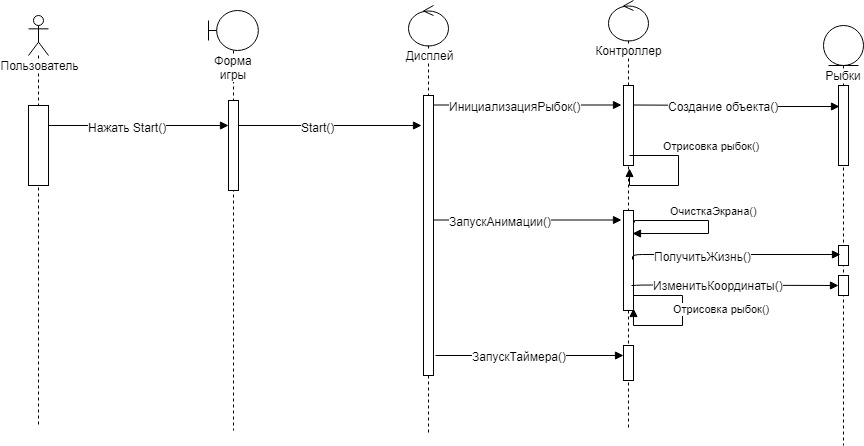 Пользователь
Форма
игры
Дисплей
Контроллер
Рыбки
Нажать Start()
Start()
ИнициализацияРыбок()
Создание объекта()
Отрисовка рыбок()
ЗапускАнимации()
ОчисткаЭкрана()
ПолучитьЖизнь()
ИзменитьКоординаты()
Отрисовка рыбок()
ЗапускТаймера()